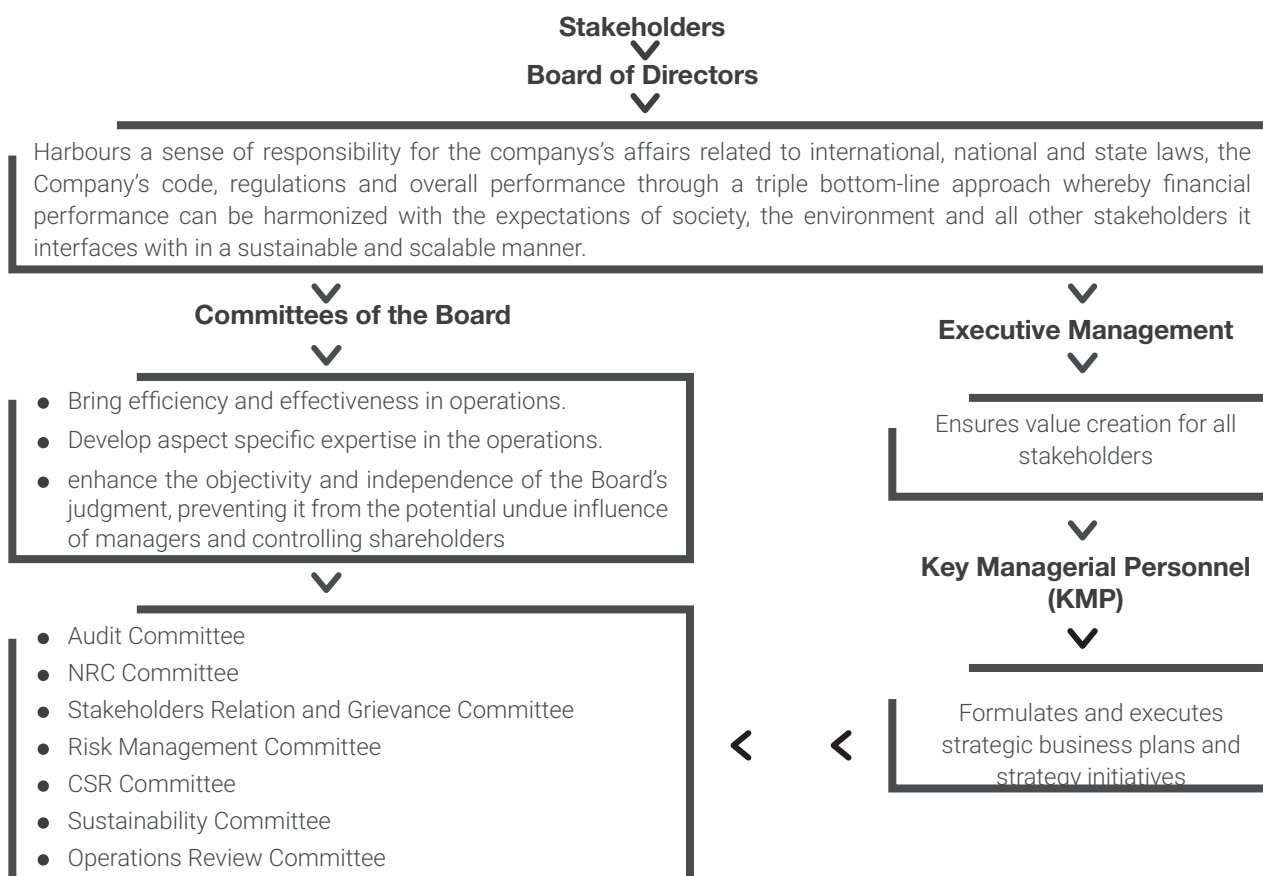 Stakeholders
Board of Directors
Harbours a sense of responsibility for the companys's affairs related to international, national and state laws, the
Company's code, regulations and overall performance through a triple bottom-line approach whereby financial
performance can be harmonized with the expectations of society, the environment and all other stakeholders it
interfaces with in a sustainable and scalable manner.
Committees of the Board
● Bring efficiency and effectiveness in operations.
● Develop aspect specific expertise in the operations.
● enhance the objectivity and independence of the Board's
judgment, preventing it from the potential undue influence
of managers and controlling shareholders
● Audit Committee
● NRC Committee
● Stakeholders Relation and Grievance Committee
● Risk Management Committee
● CSR Committee
● Sustainability Committee
● Operations Review Committee
Executive Management
Ensures value creation for all
stakeholders
Key Managerial Personnel
(KMP)
Formulates and executes
strategic business plans and
strategy initiatives